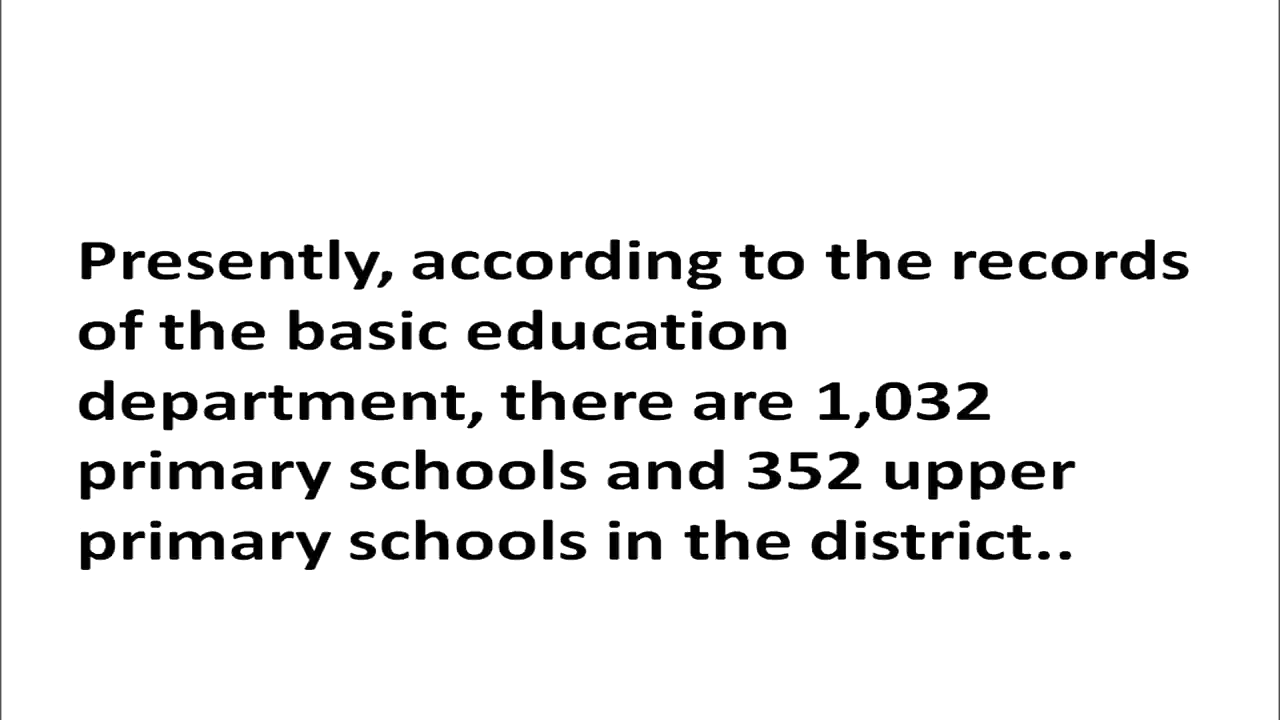 Presently, according to the records
of the basic education
department, there are 1,032
primary schools and 352 upper
primary schools in the district..